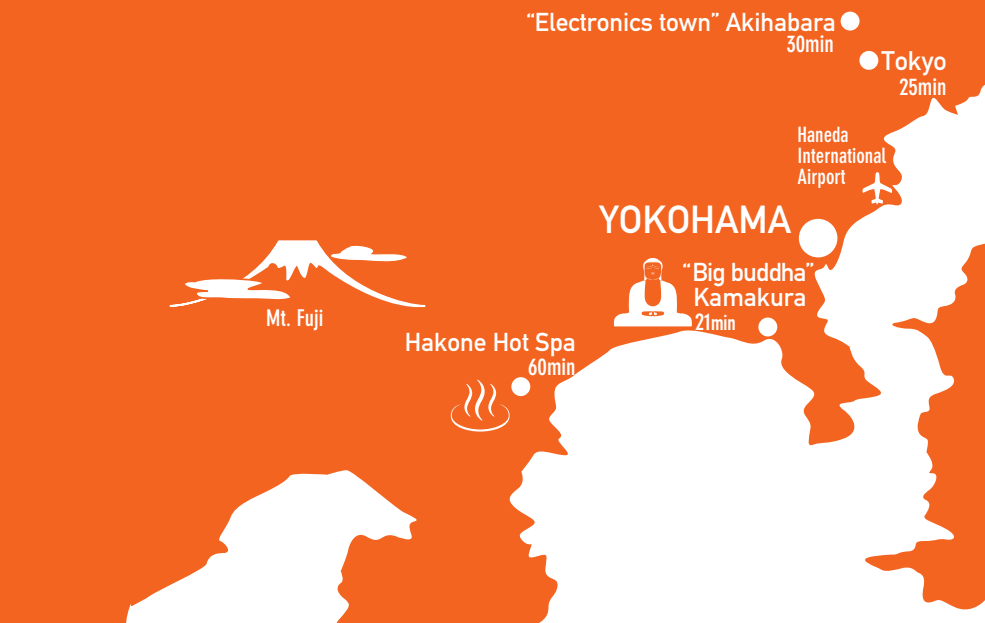 “Electronics town” Akihabara
30min
Tokyo
25min
Haneda
International
Airport
YOKOHAMA
“Big buddha”
Kamakura
21min
Mt. Fuji
Hakone Hot Spa
60min